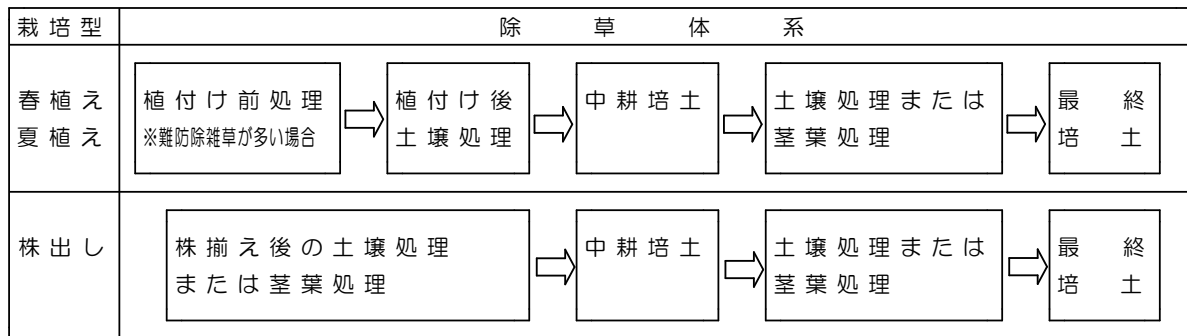 栽培型 除草体系
春植え
夏植え
植付け前処理
※難防除雑草が多い場合
植付け後
土壌処理
中耕培土
土壌処理または
茎葉処理
最終
培土
株出し
株揃え後の土壌処理
または茎葉処理
中耕培土
土壌処理または
茎葉処理
最終
培土